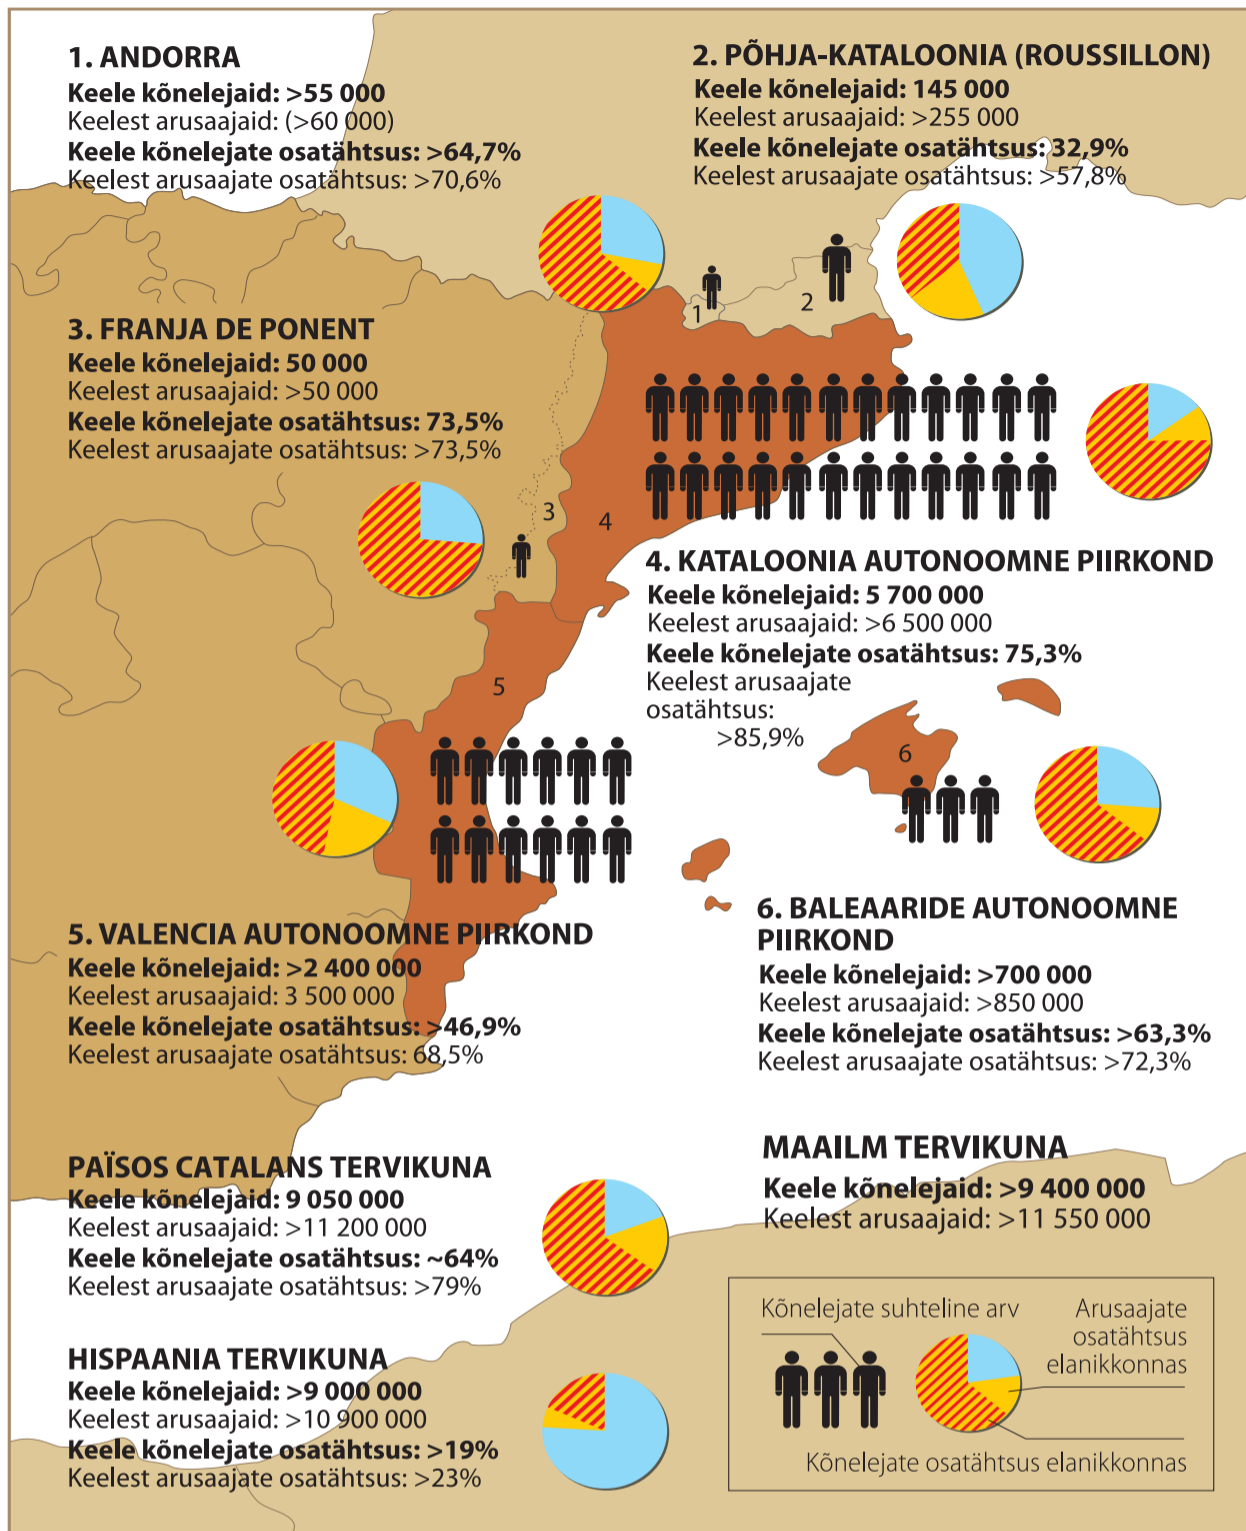 1. ANDORRA
Keele kõnelejaid: >55 000
Keelest arusaajaid: (>60 000)
Keele kõnelejate osatähtsus: >64,7%
Keelest arusaajate osatähtsus: >70,6%
2. PÕHJA-KATALOONIA (ROUSSILLON)
Keele kõnelejaid: 145 000
Keelest arusaajaid: >255 000
Keele kõnelejate osatähtsus: 32,9%
Keelest arusaajate osatähtsus: >57,8%
1
2
3. FRANJA DE PONENT
Keele kõnelejaid: 50 000
Keelest arusaajaid: >50 000
Keele kõnelejate osatähtsus: 73,5%
Keelest arusaajate osatähtsus: >73,5%
3
4
4. KATALOONIA AUTONOOMNE PIIRKOND
Keele kõnelejaid: 5 700 000
Keelest arusaajaid: >6 500 000
Keele kõnelejate osatähtsus: 75,3%
Keelest arusaajate
osatähtsus:
>85,9%
5
6
5. VALENCIA AUTONOOMNE PIIRKOND
Keele kõnelejaid: >2 400 000
Keelest arusaajaid: 3 500 000
Keele kõnelejate osatähtsus: >46,9%
Keelest arusaajate osatähtsus: 68,5%
6. BALEAARIDE AUTONOOMNE
PIIRKOND
Keele kõnelejaid: >700 000
Keelest arusaajaid: >850 000
Keele kõnelejate osatähtsus: >63,3%
Keelest arusaajate osatähtsus: >72,3%
PAÏSOS CATALANS TERVIKUNA
Keele kõnelejaid: 9 050 000
Keelest arusaajaid: >11 200 000
Keele kõnelejate osatähtsus: ~64%
Keelest arusaajate osatähtsus: >79%
MAAILM TERVIKUNA
Keele kõnelejaid: >9 400 000
Keelest arusaajaid: >11 550 000
HISPAANIA TERVIKUNA
Keele kõnelejaid: >9 000 000
Keelest arusaajaid: >10 900 000
Keele kõnelejate osatähtsus: >19%
Keelest arusaajate osatähtsus: >23%
Kõnelejate suhteline arv
Arusaajate
osatähtsus
elanikkonnas
Kõnelejate osatähtsus elanikkonnas